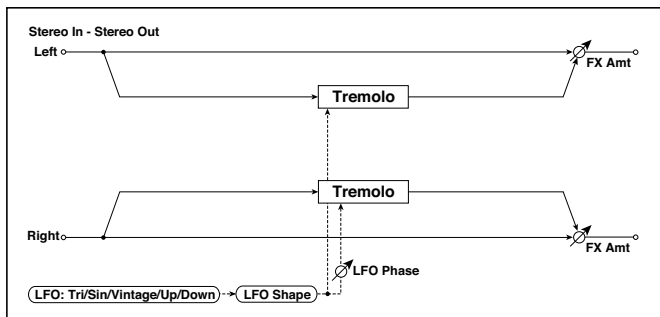 Stereo In - Stereo Out
Left
FX Amt
Tremolo
Tremolo
Right
FX Amt
LFO Phase
LFO: Tri/Sin/Vintage/Up/Down
LFO Shape